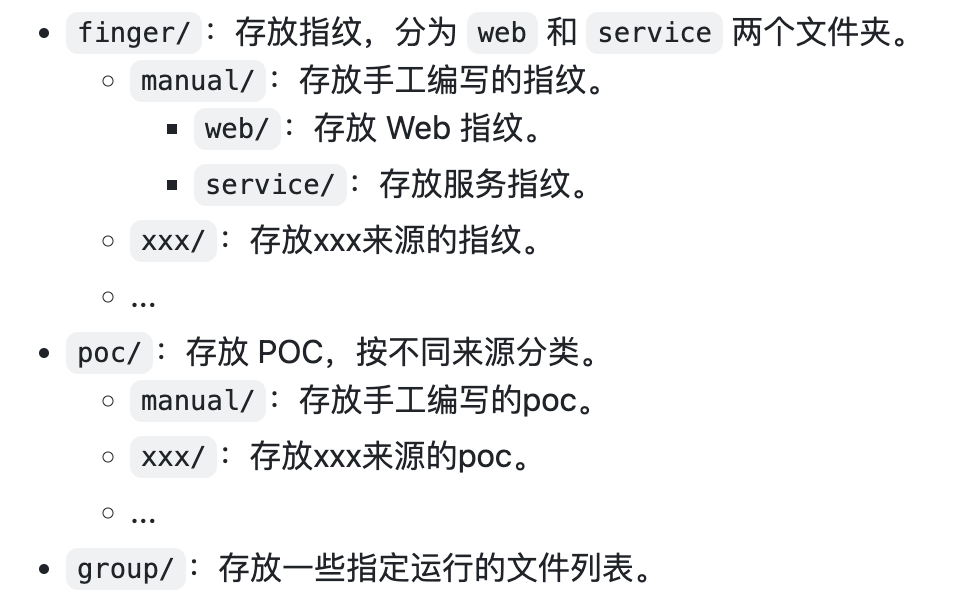 finger/：存放指纹，分为 web 和 service 两个文件夹。
manual/：存放手工编写的指纹。
web/：存放 Web 指纹。
service/：存放服务指纹。
xxx/：存放xxx来源的指纹。
...
poc/：存放 POC，按不同来源分类。
manual/：存放手工编写的poc。
xxx/：存放xxx来源的poc。
...
group/：存放一些指定运行的文件列表。